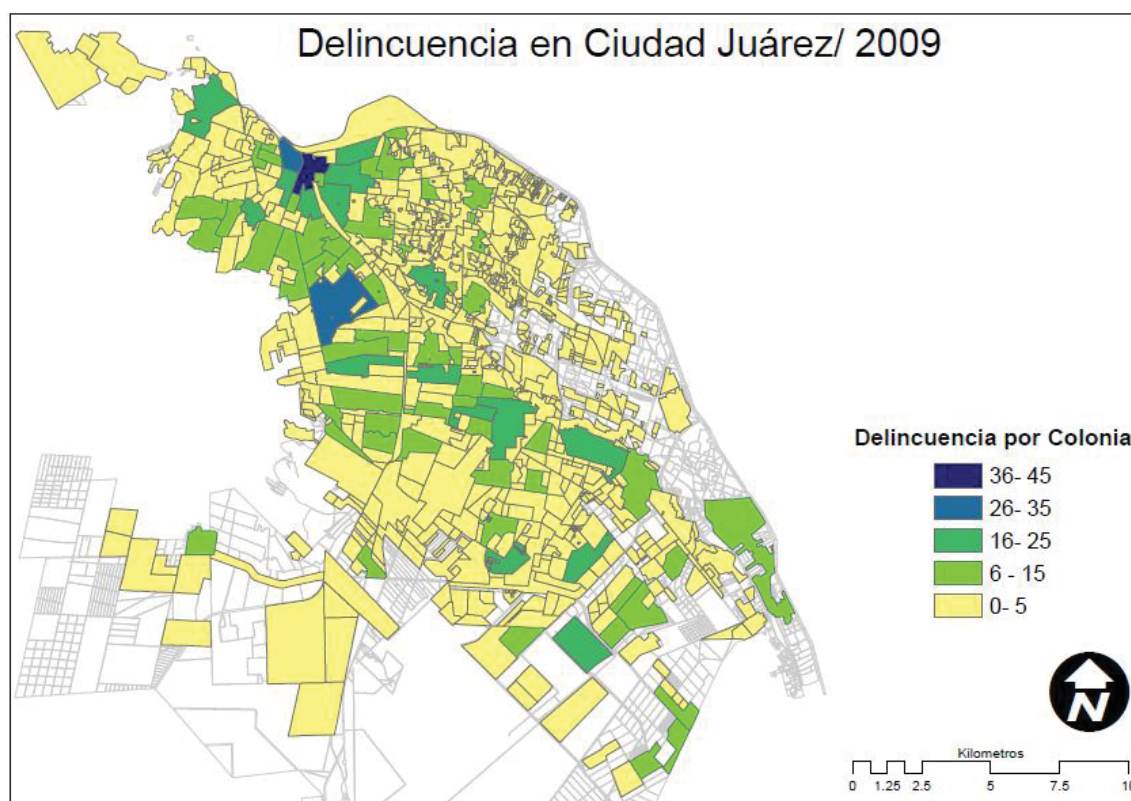 Delincuencia en Ciudad Juárez/ 2009
Delincuencia por Colonia
36- 45
26- 35
16- 25
6 - 15
0- 5
N
Kilometros
0 1.25 2.5 5 7.5 10